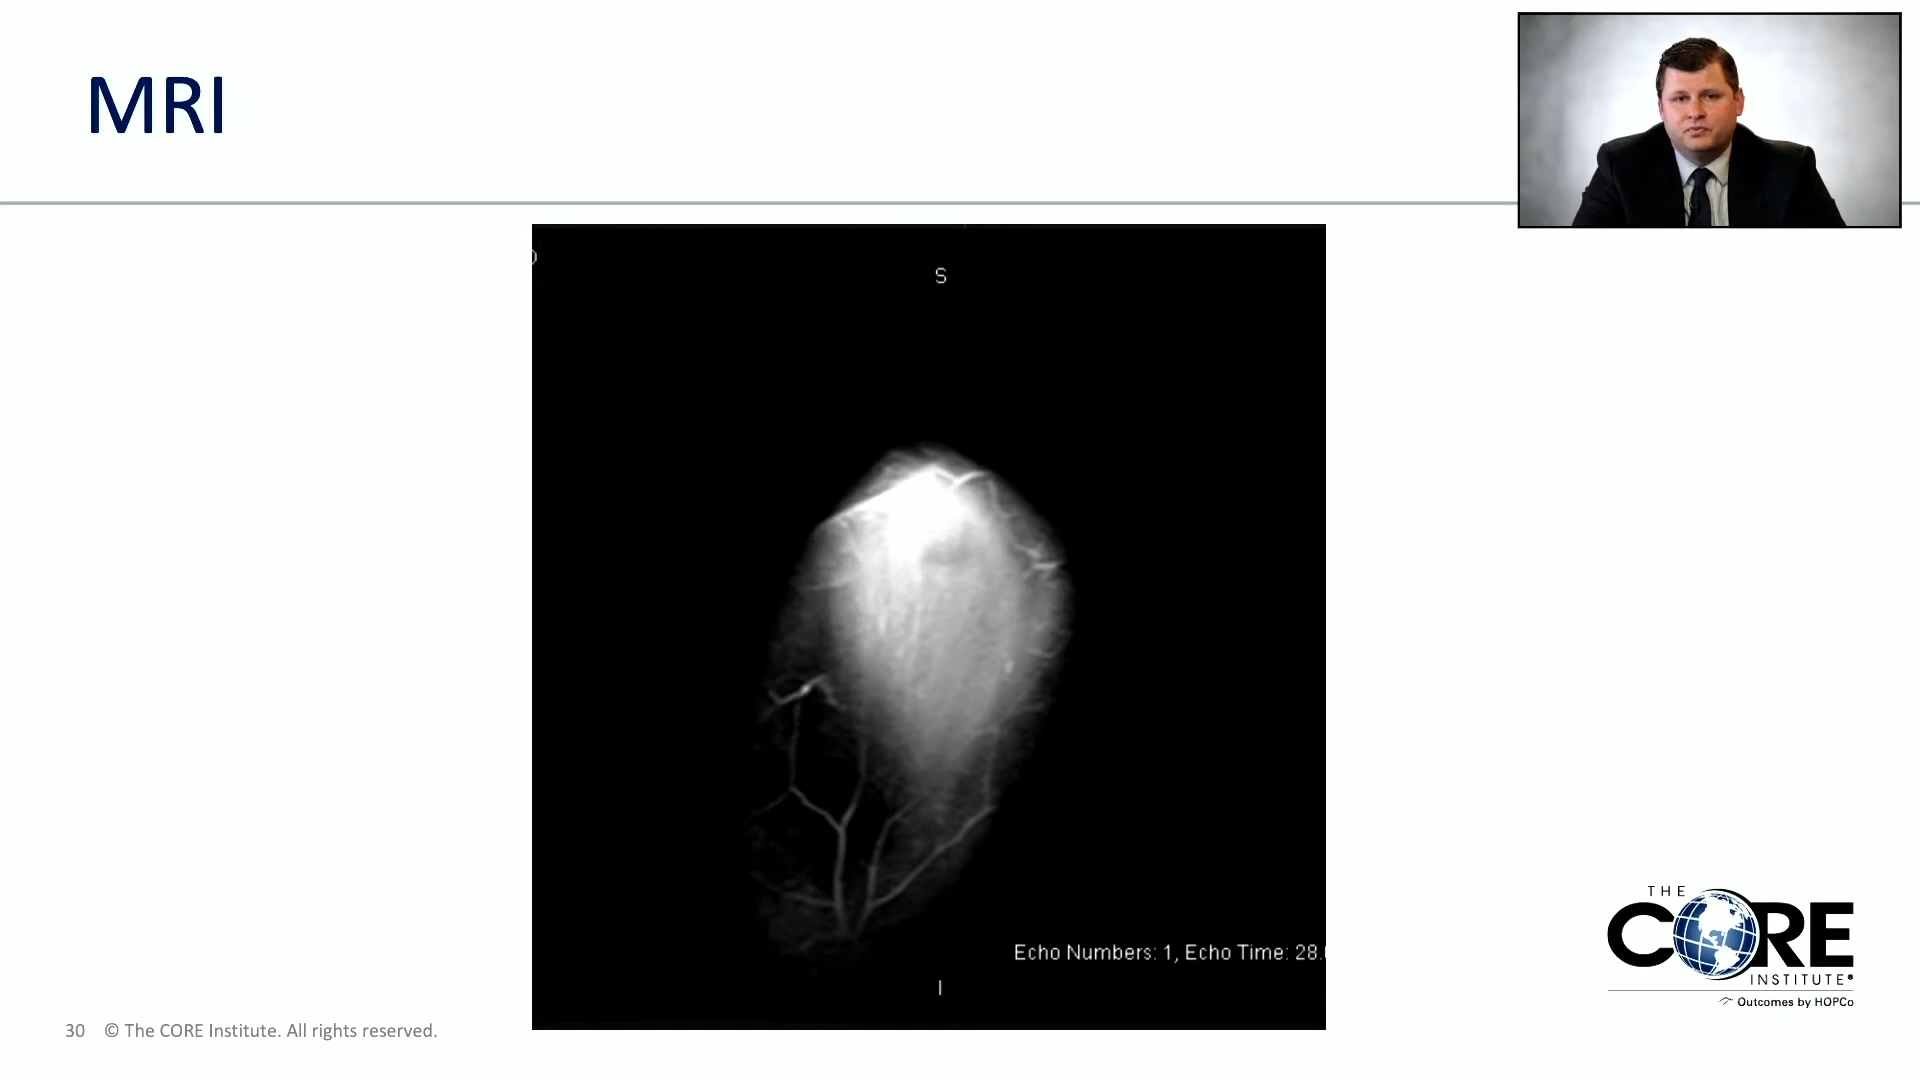 MRI
S
Echo Numbers: 1, Echo Time: 28.
I
THE
CORE
INSTITUTE
Outcomes by HOPCo
30 © The CORE Institute. All rights reserved.